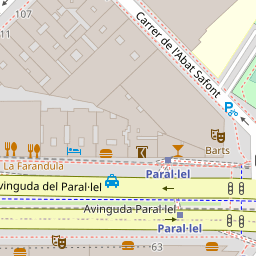 107
11
Carrer de l'Abat Safont
Barts
La Farandula
Paral·lel
vinguda del Paral·lel
Avinguda Paral·lel
Paral·lel
63